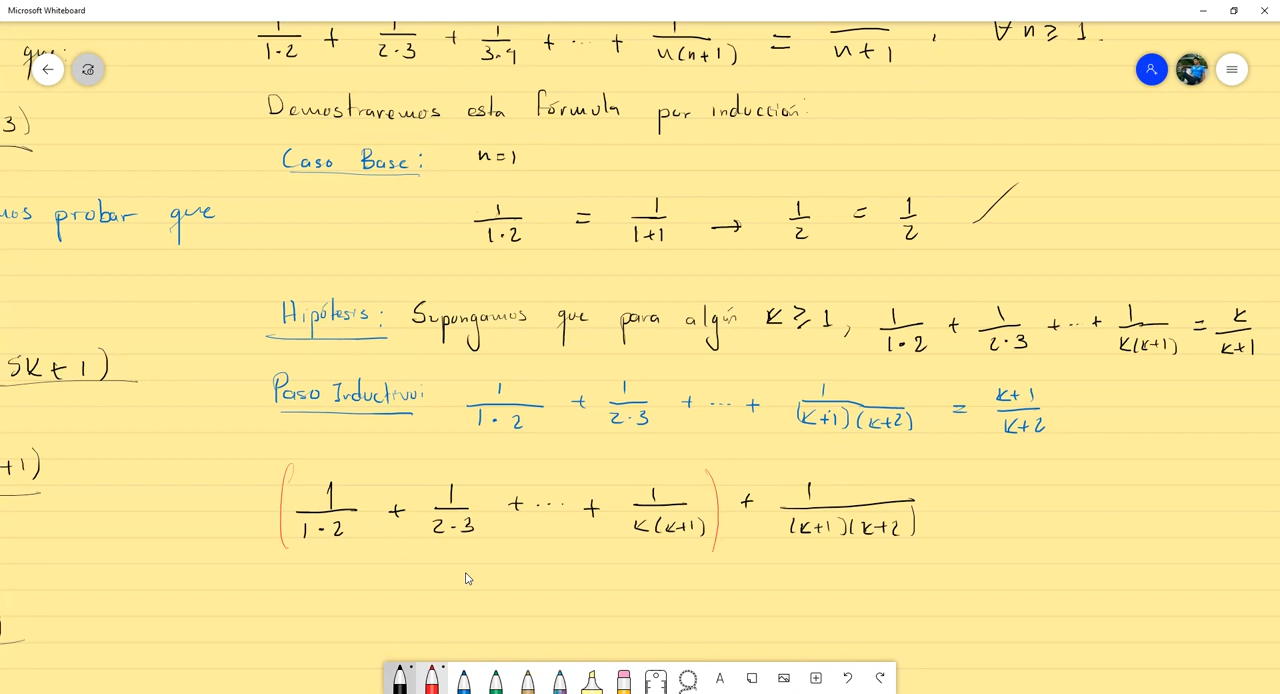 Microsoft Whiteboard
que:
1/(1·2) + 1/(2·3) + 1/(3·4) + ... + 1/(n(n+1)) = /(n+1) , ∀ n ≥ 1.
3)
Demostraremos esta fórmula por inducción:
Caso Base: n=1
mos probar que
1/(1·2) = 1/(1+1) → 1/2 = 1/2
Hipótesis: Supongamos que para algún k ≥ 1, 1/(1·2) + 1/(2·3) + ... + 1/(k(k+1)) = k/(k+1)
5k+1)
Paso Inductivo: 1/(1·2) + 1/(2·3) + ... + 1/((k+1)(k+2)) = (k+1)/(k+2)
+1)
(1/(1·2) + 1/(2·3) + ... + 1/(k(k+1))) + 1/((k+1)(k+2))
A